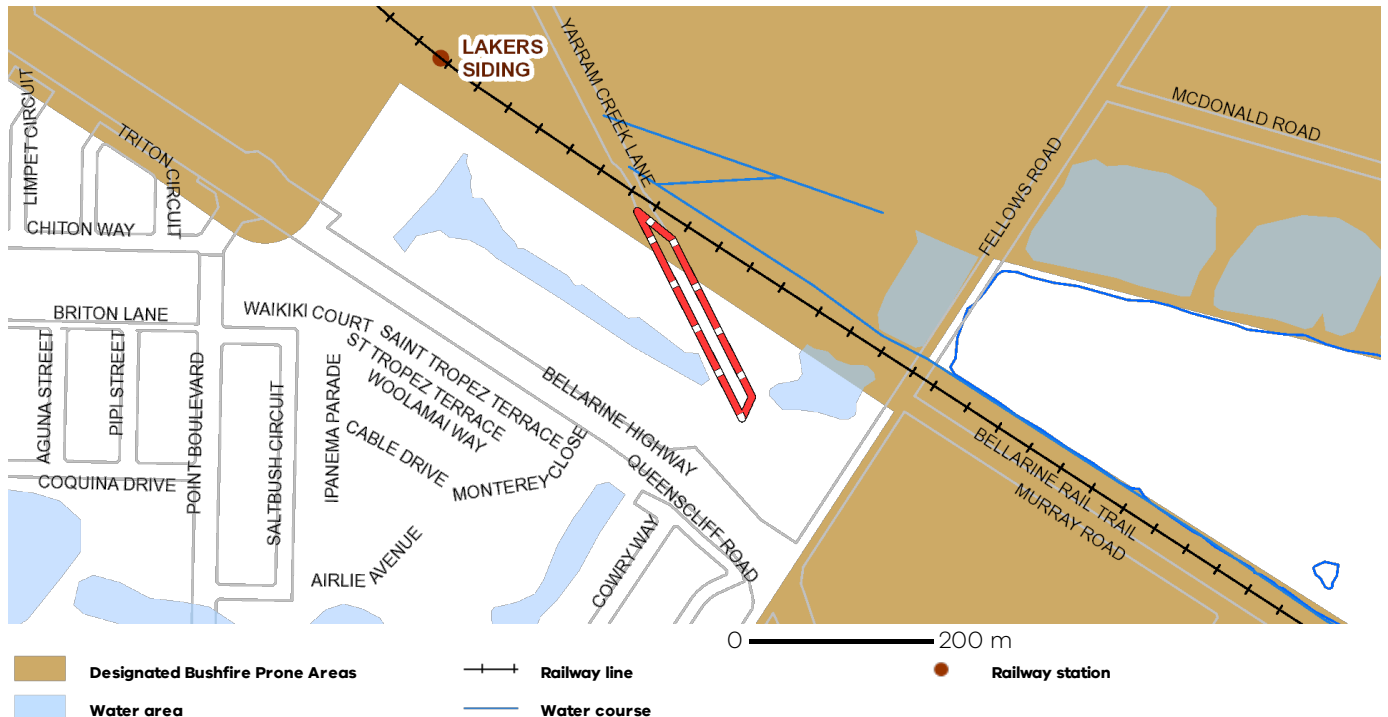 LAKERS
SIDING
YARRAM CREEK LANE
MCDONALD ROAD
LIMPET CIRCUIT
TRITON CIRCUIT
FELLOWS ROAD
CHITON WAY
BRITON LANE
WAIKIKI COURT
SAINT TROPEZ TERRACE
ST TROPEZ TERRACE
WOOLAMAI WAY
BELLARINE HIGHWAY
AGUNA STREET
PIPI STREET
POINT BOULEVARD
SALTBUSH CIRCUIT
IPANEMA PARADE
CABLE DRIVE
MONTEREY CLOSE
COQUINA DRIVE
QUEENSCLIFF ROAD
BELLARINE RAIL TRAIL
MURRAY ROAD
COWRY WAY
AIRLIE AVENUE
0 200 m
Designated Bushfire Prone Areas
Railway line
Railway station
Water area
Water course